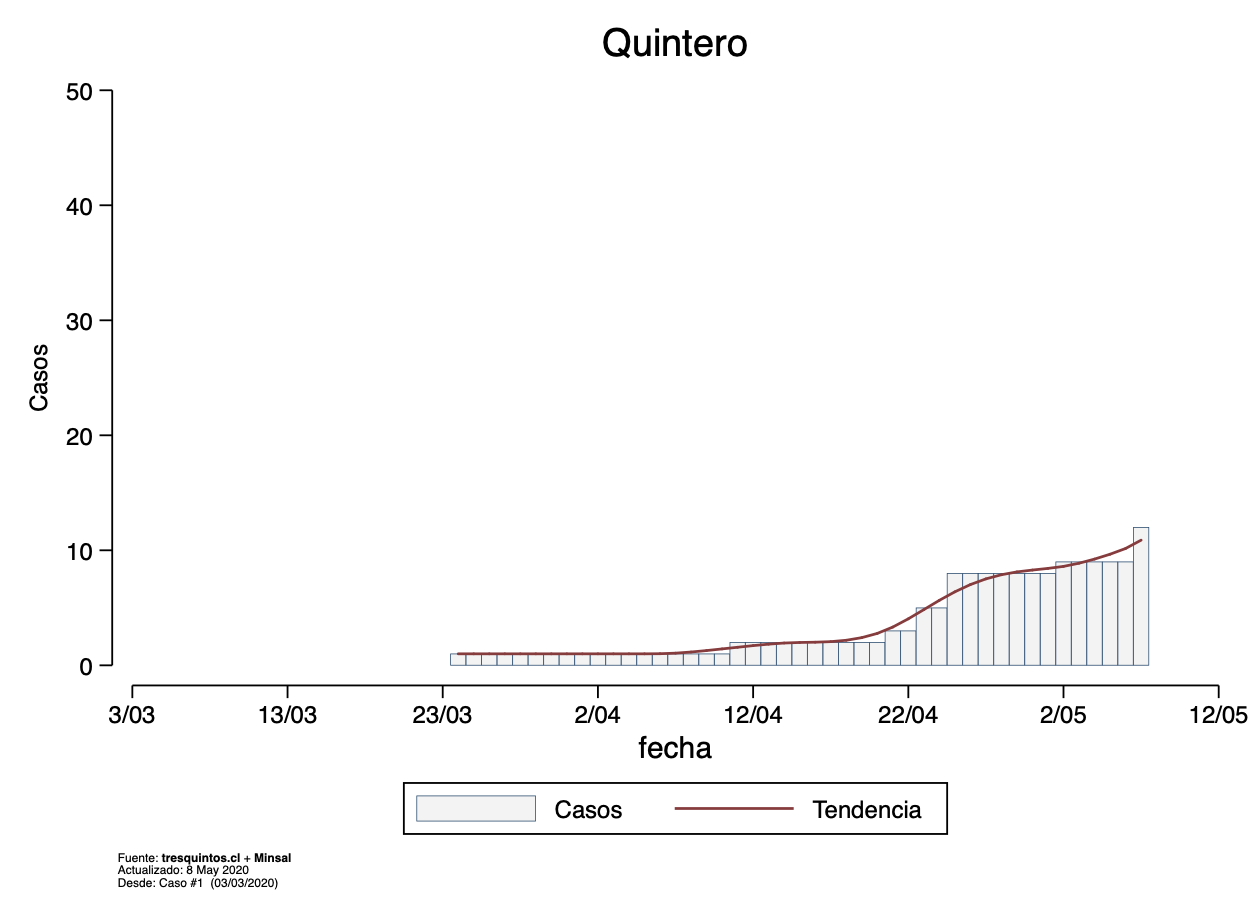 Quintero
50
40
30
20
10
0
Casos
3/03 13/03 23/03 2/04 12/04 22/04 2/05 12/05
fecha
Casos Tendencia
Fuente: tresquintos.cl + Minsal
Actualizado: 8 May 2020
Desde: Caso #1 (03/03/2020)